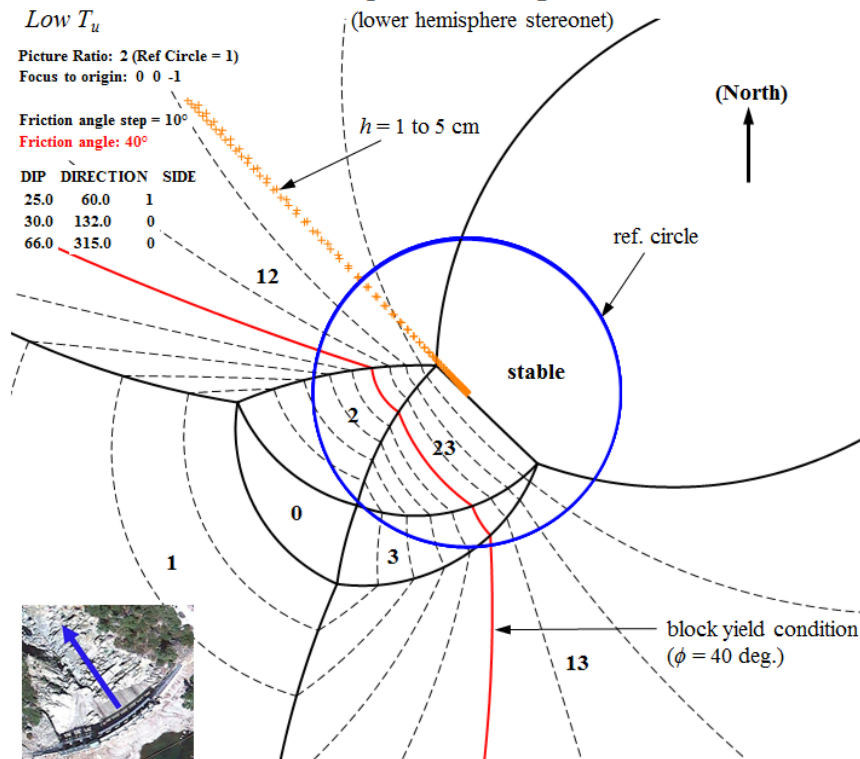 Low Tu
(lower hemisphere stereonet)
Picture Ratio: 2 (Ref Circle = 1)
Focus to origin: 0 0 -1
(North)
h = 1 to 5 cm
Friction angle step = 10°
Friction angle: 40°
DIP DIRECTION SIDE
25.0 60.0 1
30.0 132.0 0
66.0 315.0 0
ref. circle
12
stable
2
23
0
3
1
block yield condition
(ϕ = 40 deg.)
13